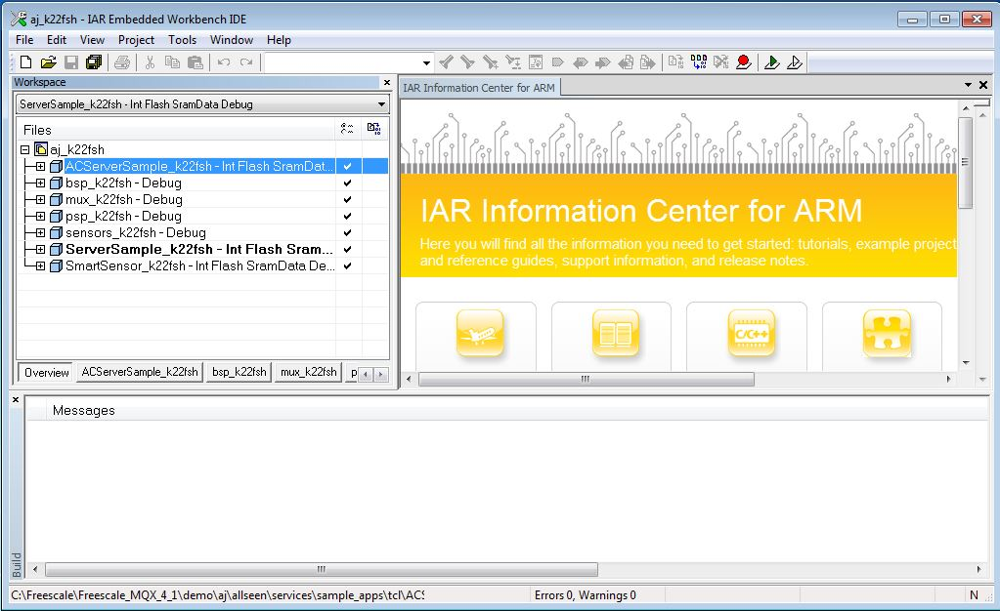 aj_k22fsh - IAR Embedded Workbench IDE
File Edit View Project Tools Window Help
Workspace
ServerSample_k22fsh - Int Flash SramData Debug
Files
aj_k22fsh
ACServerSample_k22fsh - Int Flash SramDat...
bsp_k22fsh - Debug
mux_k22fsh - Debug
psp_k22fsh - Debug
sensors_k22fsh - Debug
ServerSample_k22fsh - Int Flash Sram...
SmartSensor_k22fsh - Int Flash SramData De...
Overview ACServerSample_k22fsh bsp_k22fsh mux_k22fsh p
IAR Information Center for ARM
IAR Information Center for ARM
Here you will find all the information you need to get started: tutorials, example project
and reference guides, support information, and release notes.
C/C++
Messages
Build
C:\Freescale\Freescale_MQX_4_1\demo\aj\allseen\services\sample_apps\tcl\ACS
Errors 0, Warnings 0
N